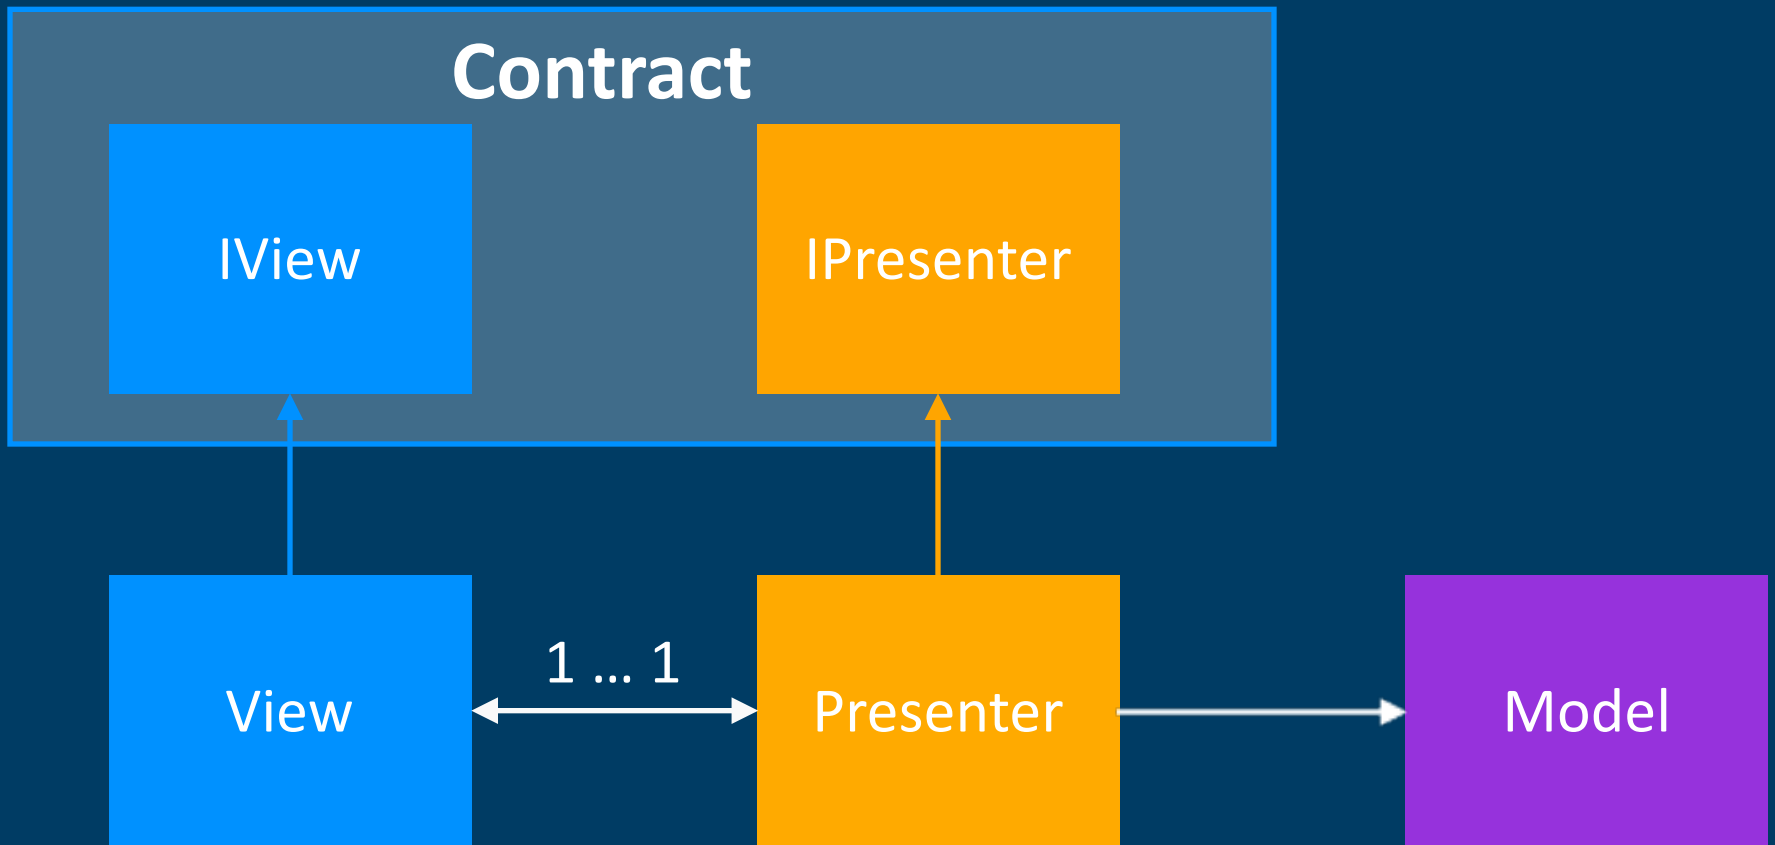 Contract
IView
IPresenter
1 ... 1
View
Presenter
Model